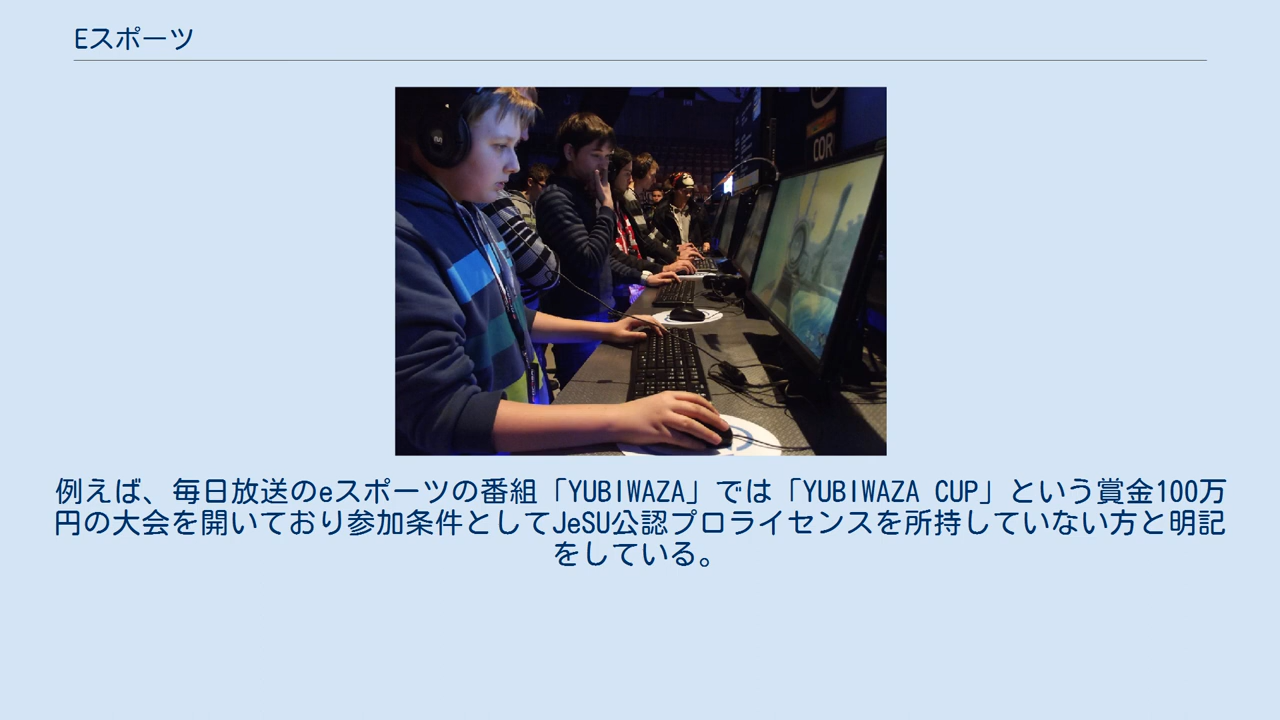 Eスポーツ
COR
例えば、毎日放送のeスポーツの番組「YUBIWAZA」では「YUBIWAZA CUP」という賞金100万
円の大会を開いており参加条件としてJeSU公認プロライセンスを所持していない方と明記
をしている。